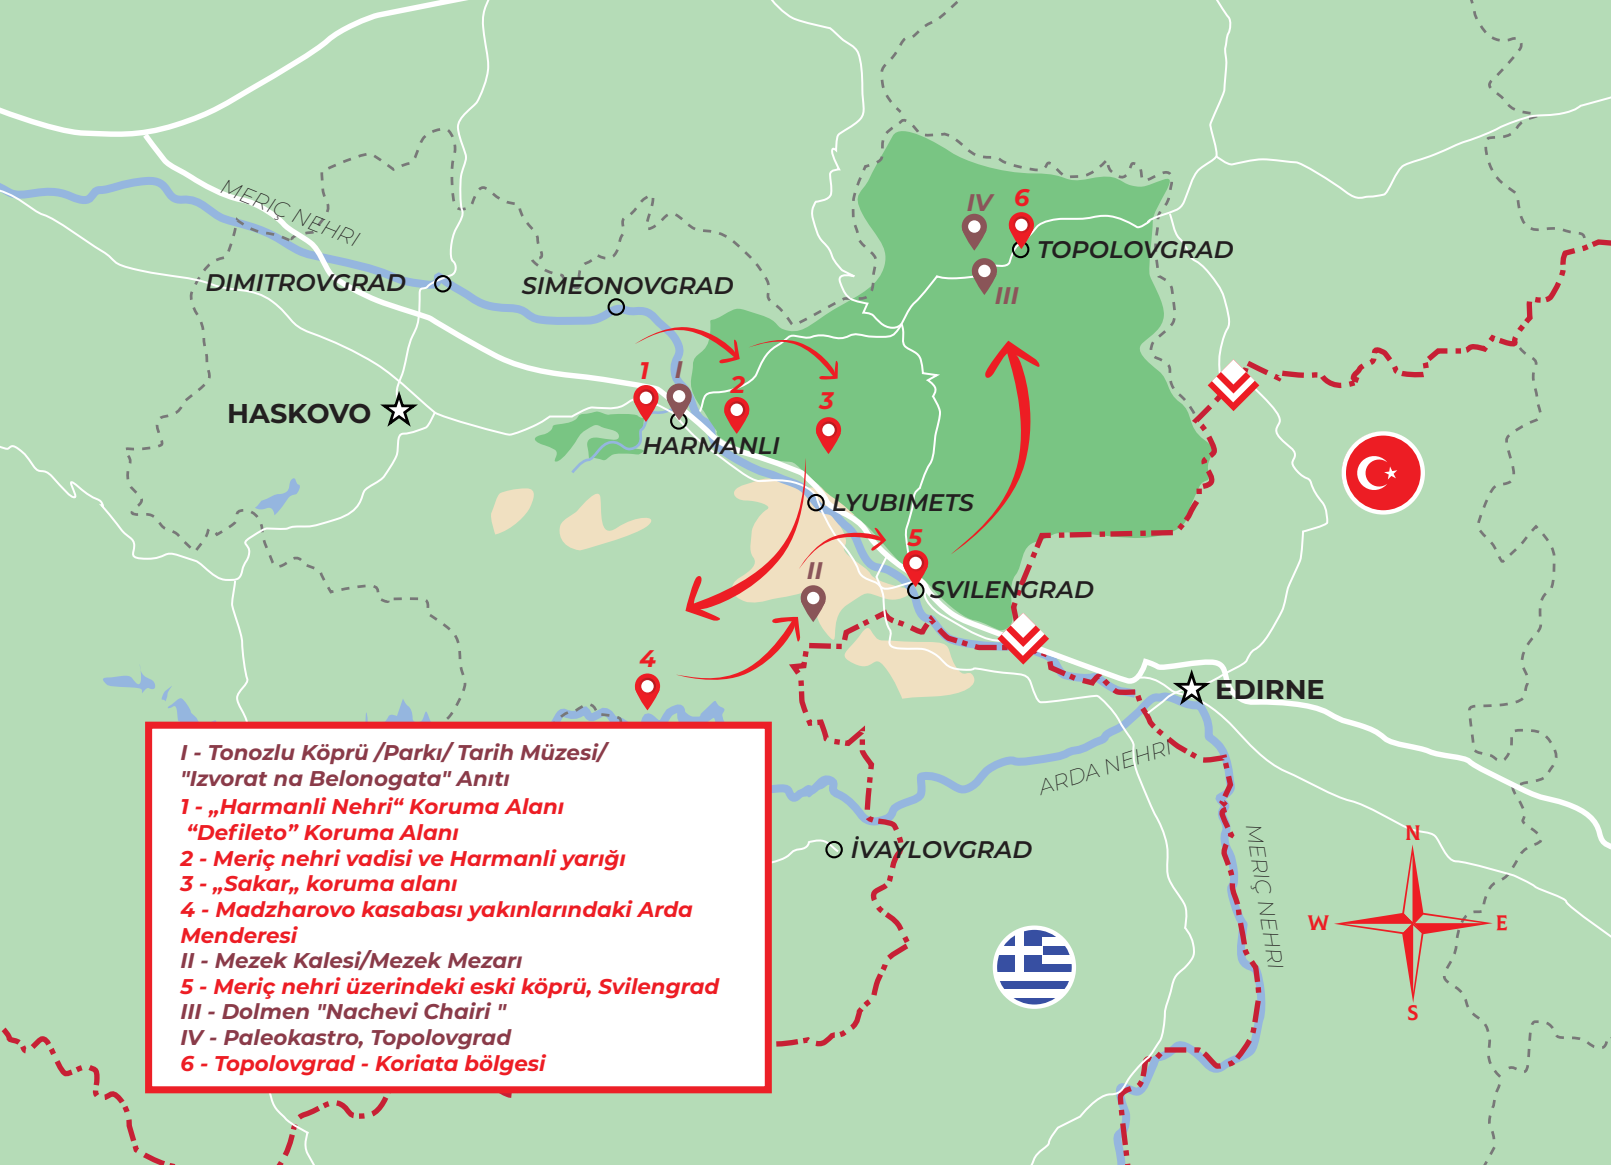 MERIÇ NEHRI
DIMITROVGRAD
SIMEONOVGRAD
IV
6
TOPOLOVGRAD
III
1
I
2
3
HASKOVO
HARMANLI
LYUBIMETS
5
II
SVILENGRAD
4
EDIRNE
ARDA NEHRI
İVAYLOVGRAD
MERIÇ NEHRI
N
W
E
S
I - Tonozlu Köprü /Parkı/ Tarih Müzesi/
"Izvorat na Belonogata" Anıtı
1 - „Harmanli Nehri“ Koruma Alanı
“Defileto” Koruma Alanı
2 - Meriç nehri vadisi ve Harmanli yarığı
3 - „Sakar„ koruma alanı
4 - Madzharovo kasabası yakınlarındaki Arda
Menderesi
II - Mezek Kalesi/Mezek Mezarı
5 - Meriç nehri üzerindeki eski köprü, Svilengrad
III - Dolmen "Nachevi Chairi "
IV - Paleokastro, Topolovgrad
6 - Topolovgrad - Koriata bölgesi